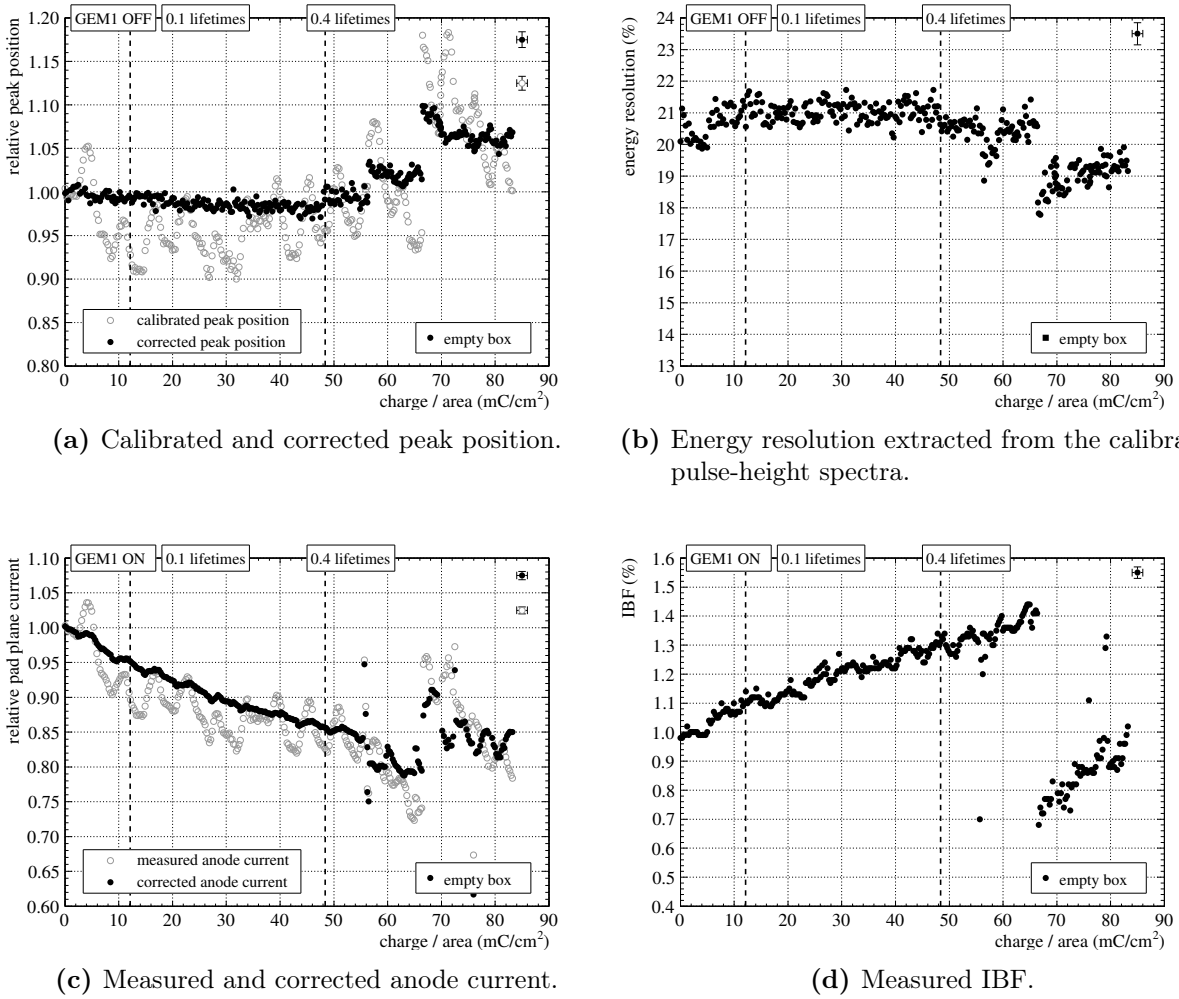 GEM1 OFF 0.1 lifetimes 0.4 lifetimes
relative peak position
1.20
1.15
1.10
1.05
1.00
0.95
0.90
0.85
0.80
calibrated peak position
corrected peak position
empty box
0 10 20 30 40 50 60 70 80 90
charge / area (mC/cm²)
(a) Calibrated and corrected peak position.
GEM1 OFF 0.1 lifetimes 0.4 lifetimes
energy resolution (%)
24
23
22
21
20
19
18
17
16
15
14
13
empty box
0 10 20 30 40 50 60 70 80 90
charge / area (mC/cm²)
(b) Energy resolution extracted from the calibra
pulse-height spectra.
GEM1 ON 0.1 lifetimes 0.4 lifetimes
relative pad plane current
1.10
1.05
1.00
0.95
0.90
0.85
0.80
0.75
0.70
0.65
0.60
measured anode current
corrected anode current
empty box
0 10 20 30 40 50 60 70 80 90
charge / area (mC/cm²)
(c) Measured and corrected anode current.
GEM1 ON 0.1 lifetimes 0.4 lifetimes
IBF (%)
1.6
1.5
1.4
1.3
1.2
1.1
1.0
0.9
0.8
0.7
0.6
0.5
0.4
empty box
0 10 20 30 40 50 60 70 80 90
charge / area (mC/cm²)
(d) Measured IBF.